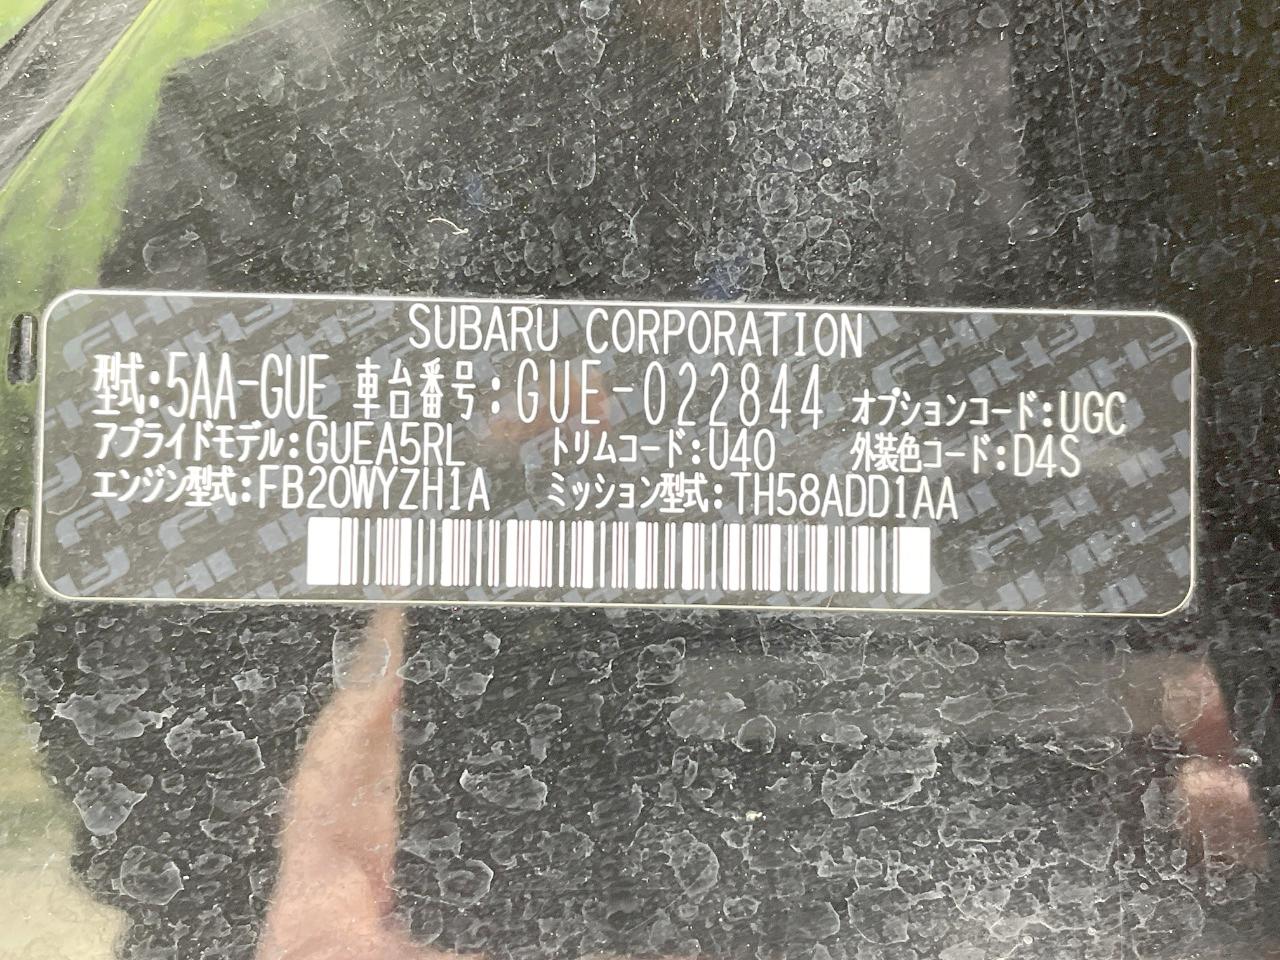 SUBARU CORPORATION
型式:5AA-GUE 車台番号:GUE-022844 オプションコード:UGC
アプライドモデル:GUEA5RL トリムコード:U40 外装色コード:D4S
エンジン型式:FB20WYZH1A ミッション型式:TH58ADD1AA